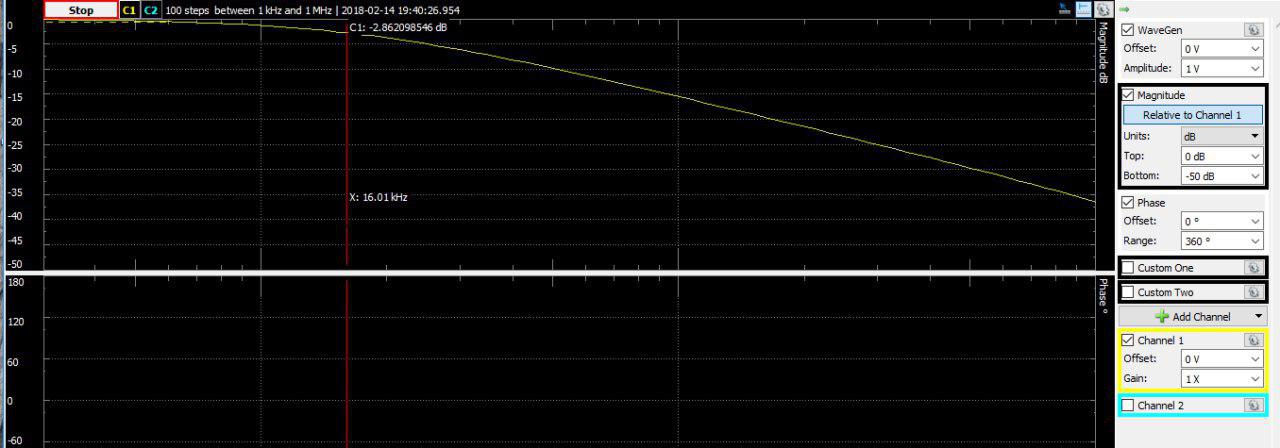 Stop C1 C2 100 steps between 1 kHz and 1 MHz | 2018-02-14 19:40:26.954
C1: -2.862098546 dB
X: 16.01 kHz
0
-5
-10
-15
-20
-25
-30
-35
-40
-45
-50
Magnitude dB
180
120
60
0
-60
Phase °
WaveGen
Offset: 0 V
Amplitude: 1 V
Magnitude
Relative to Channel 1
Units: dB
Top: 0 dB
Bottom: -50 dB
Phase
Offset: 0 °
Range: 360 °
Custom One
Custom Two
Add Channel
Channel 1
Offset: 0 V
Gain: 1 X
Channel 2